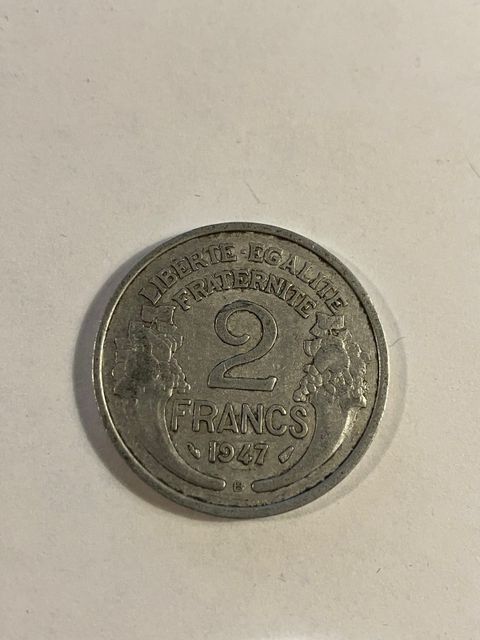 LIBERTE-EGALITE
FRATERNITE
2
FRANCS
1947
B